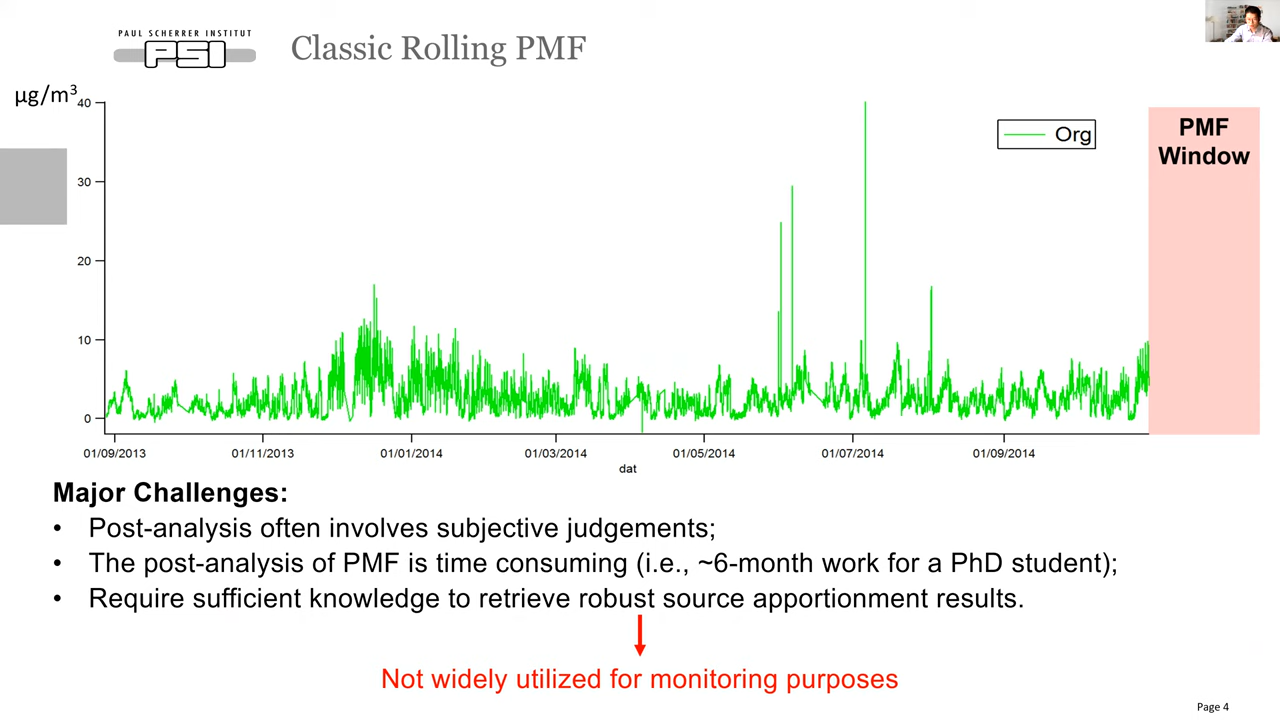 PAUL SCHERRER INSTITUT
PSI
Classic Rolling PMF
µg/m³
40
30
20
10
0
Org
PMF
Window
01/09/2013
01/11/2013
01/01/2014
01/03/2014
01/05/2014
01/07/2014
01/09/2014
dat
Major Challenges:
• Post-analysis often involves subjective judgements;
• The post-analysis of PMF is time consuming (i.e., ~6-month work for a PhD student);
• Require sufficient knowledge to retrieve robust source apportionment results.
Not widely utilized for monitoring purposes
Page 4